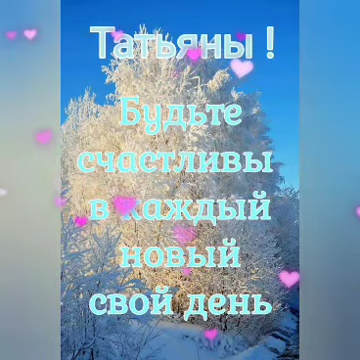 Татьяны !
Будьте
счастливы
в каждый
новый
свой день